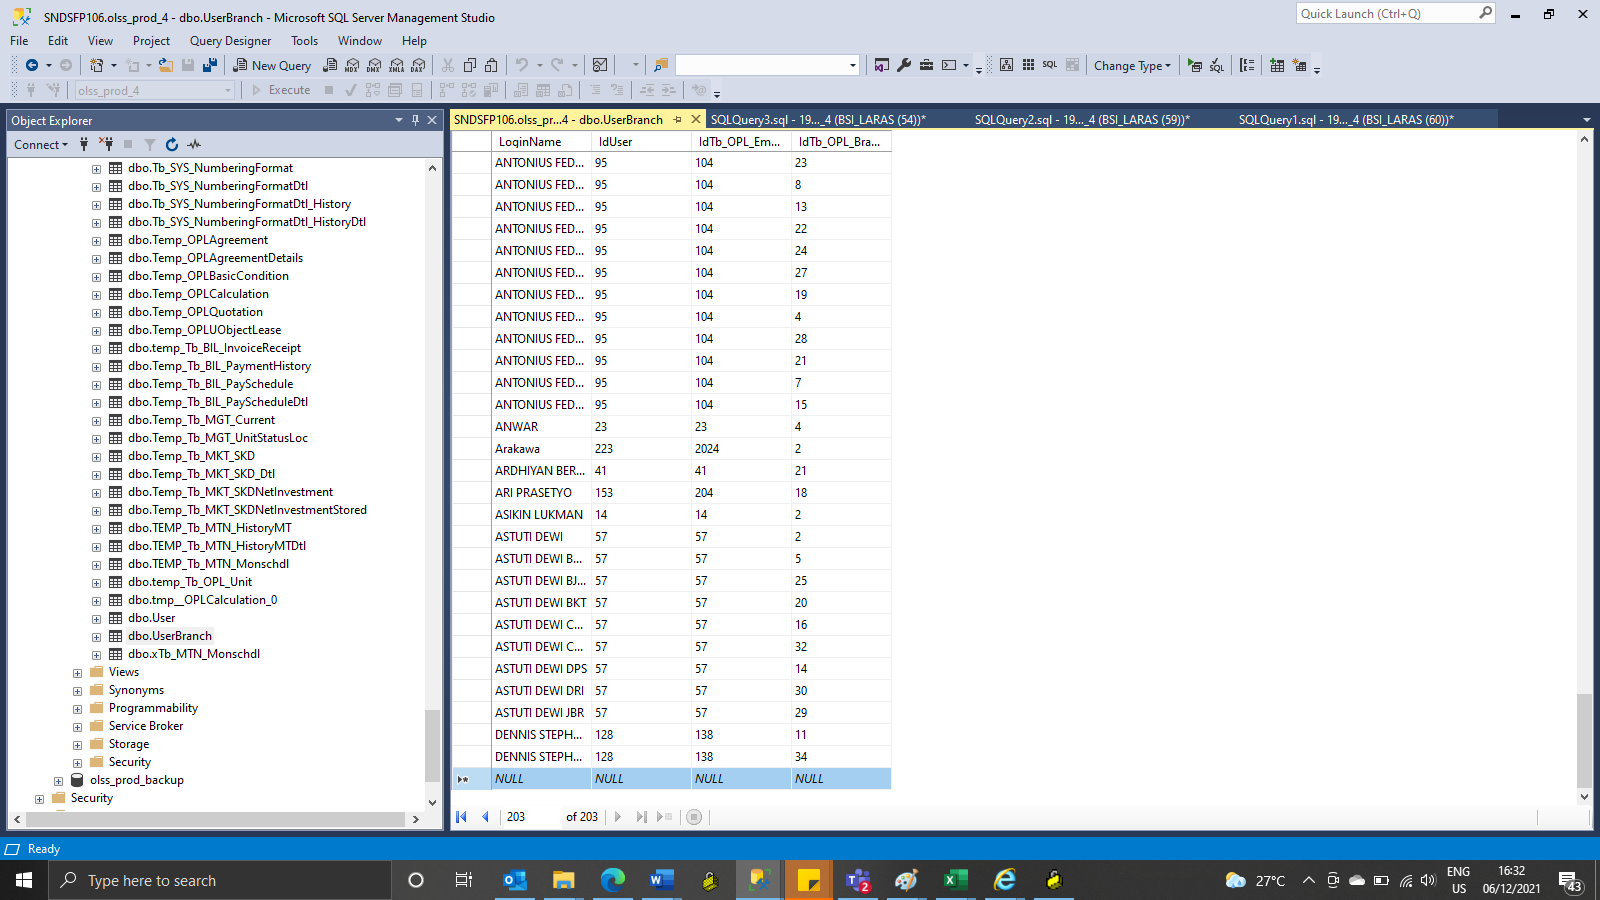 SNDSFP106.olss_prod_4 - dbo.UserBranch - Microsoft SQL Server Management Studio
Quick Launch (Ctrl+Q)
File Edit View Project Query Designer Tools Window Help
New Query MDX DMX XMLA DAX SQL Change Type
olss_prod_4 Execute
Object Explorer
Connect
dbo.Tb_SYS_NumberingFormat
dbo.Tb_SYS_NumberingFormatDtl
dbo.Tb_SYS_NumberingFormatDtl_History
dbo.Tb_SYS_NumberingFormatDtl_HistoryDtl
dbo.Temp_OPLAgreement
dbo.Temp_OPLAgreementDetails
dbo.Temp_OPLBasicCondition
dbo.Temp_OPLCalculation
dbo.Temp_OPLQuotation
dbo.Temp_OPLUObjectLease
dbo.temp_Tb_BIL_InvoiceReceipt
dbo.Temp_Tb_BIL_PaymentHistory
dbo.Temp_Tb_BIL_PaySchedule
dbo.Temp_Tb_BIL_PayScheduleDtl
dbo.Temp_Tb_MGT_Current
dbo.Temp_Tb_MGT_UnitStatusLoc
dbo.Temp_Tb_MKT_SKD
dbo.Temp_Tb_MKT_SKD_Dtl
dbo.Temp_Tb_MKT_SKDNetInvestment
dbo.Temp_Tb_MKT_SKDNetInvestmentStored
dbo.TEMP_Tb_MTN_HistoryMT
dbo.TEMP_Tb_MTN_HistoryMTDtl
dbo.TEMP_Tb_MTN_Monschdl
dbo.temp_Tb_OPL_Unit
dbo.tmp__OPLCalculation_0
dbo.User
dbo.UserBranch
dbo.xTb_MTN_Monschdl
Views
Synonyms
Programmability
Service Broker
Storage
Security
olss_prod_backup
Security
SNDSFP106.olss_pr...4 - dbo.UserBranch SQLQuery3.sql - 19..._4 (BSI_LARAS (54))* SQLQuery2.sql - 19..._4 (BSI_LARAS (59))* SQLQuery1.sql - 19..._4 (BSI_LARAS (60))*
LoginName IdUser IdTb_OPL_Em... IdTb_OPL_Bra...
ANTONIUS FED... 95 104 23
ANTONIUS FED... 95 104 8
ANTONIUS FED... 95 104 13
ANTONIUS FED... 95 104 22
ANTONIUS FED... 95 104 24
ANTONIUS FED... 95 104 27
ANTONIUS FED... 95 104 19
ANTONIUS FED... 95 104 4
ANTONIUS FED... 95 104 28
ANTONIUS FED... 95 104 21
ANTONIUS FED... 95 104 7
ANTONIUS FED... 95 104 15
ANWAR 23 23 4
Arakawa 223 2024 2
ARDHIYAN BER... 41 41 21
ARI PRASETYO 153 204 18
ASIKIN LUKMAN 14 14 2
ASTUTI DEWI 57 57 2
ASTUTI DEWI B... 57 57 5
ASTUTI DEWI BJ... 57 57 25
ASTUTI DEWI BKT 57 57 20
ASTUTI DEWI C... 57 57 16
ASTUTI DEWI C... 57 57 32
ASTUTI DEWI DPS 57 57 14
ASTUTI DEWI DRI 57 57 30
ASTUTI DEWI JBR 57 57 29
DENNIS STEPH... 128 138 11
DENNIS STEPH... 128 138 34
NULL NULL NULL NULL
203 of 203
Ready
Type here to search
2
27°C
ENG
US
16:32
06/12/2021
43